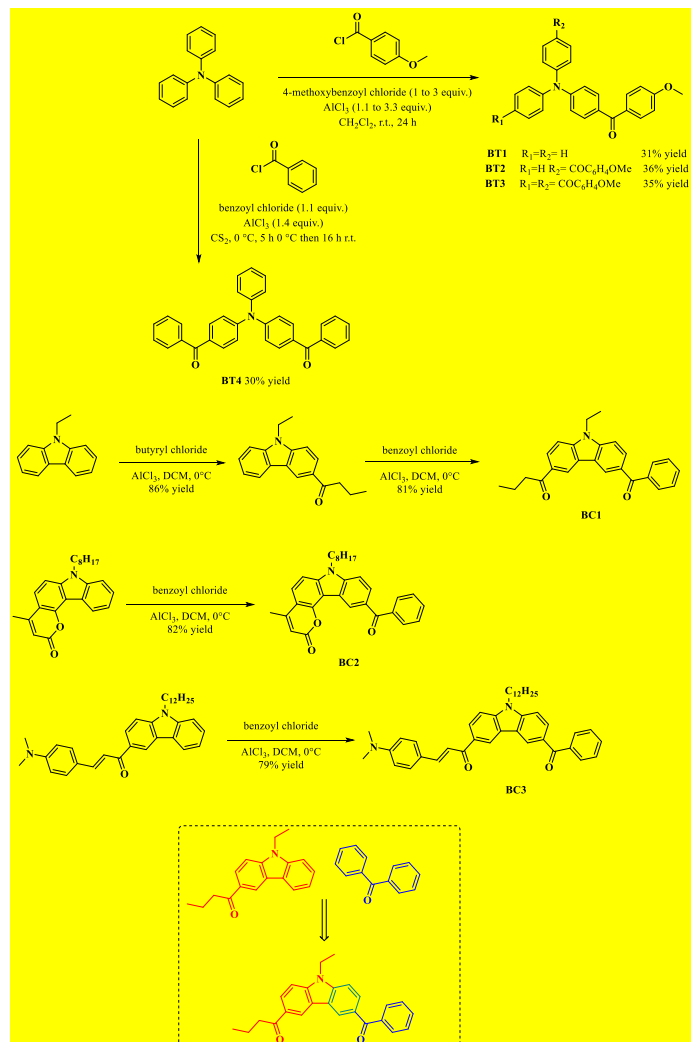 O
Cl
O
4-methoxybenzoyl chloride (1 to 3 equiv.)
AlCl₃ (1.1 to 3.3 equiv.)
CH₂Cl₂, r.t., 24 h
N
R₂
N
R₁
O
O
BT1 R₁=R₂= H 31% yield
BT2 R₁=H R₂= COC₆H₄OMe 36% yield
BT3 R₁=R₂= COC₆H₄OMe 35% yield
O
Cl
benzoyl chloride (1.1 equiv.)
AlCl₃ (1.4 equiv.)
CS₂, 0 °C, 5 h 0 °C then 16 h r.t.
N
O
O
BT4 30% yield
N
butyryl chloride
AlCl₃, DCM, 0°C
86% yield
N
O
benzoyl chloride
AlCl₃, DCM, 0°C
81% yield
N
O
O
BC1
C₈H₁₇
N
O
O
benzoyl chloride
AlCl₃, DCM, 0°C
82% yield
C₈H₁₇
N
O
O
O
BC2
C₁₂H₂₅
N
N
O
benzoyl chloride
AlCl₃, DCM, 0°C
79% yield
C₁₂H₂₅
N
N
O
O
BC3
N
O
O
N
O
O